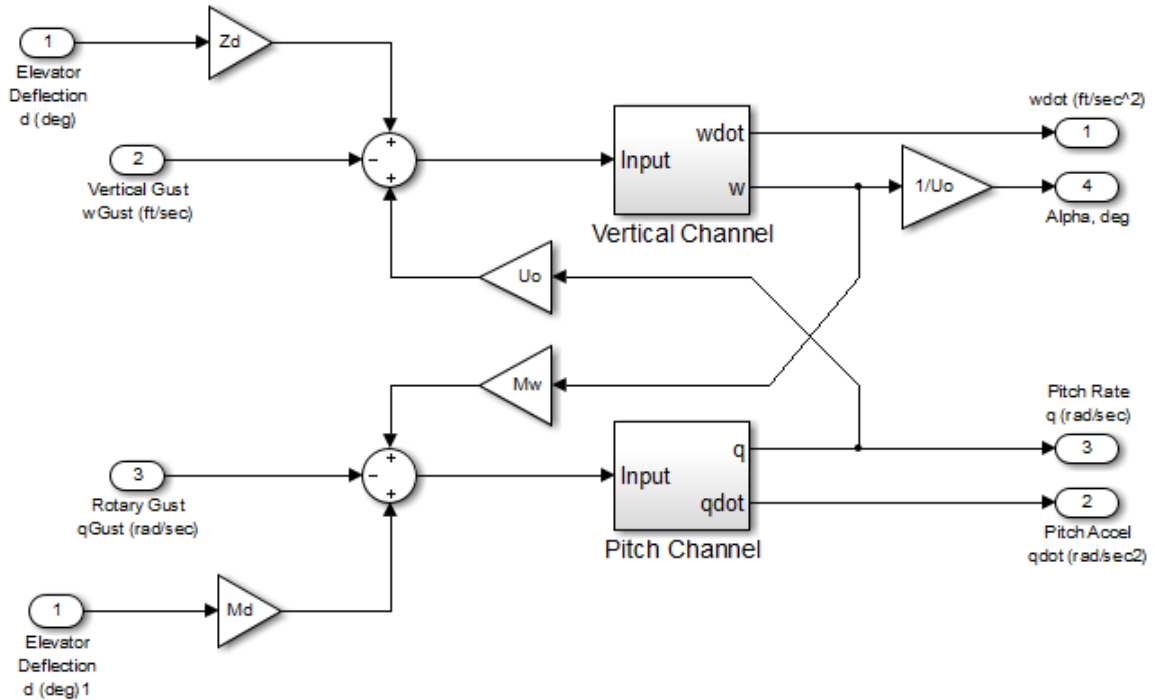 1
Elevator
Deflection
d (deg)
Zd
2
Vertical Gust
wGust (ft/sec)
+
−
+
Input
wdot
w
Vertical Channel
wdot (ft/sec^2)
1
1/Uo
4
Alpha, deg
Uo
Mw
3
Rotary Gust
qGust (rad/sec)
+
−
+
Input
q
qdot
Pitch Channel
Pitch Rate
q (rad/sec)
3
2
Pitch Accel
qdot (rad/sec2)
1
Elevator
Deflection
d (deg)1
Md